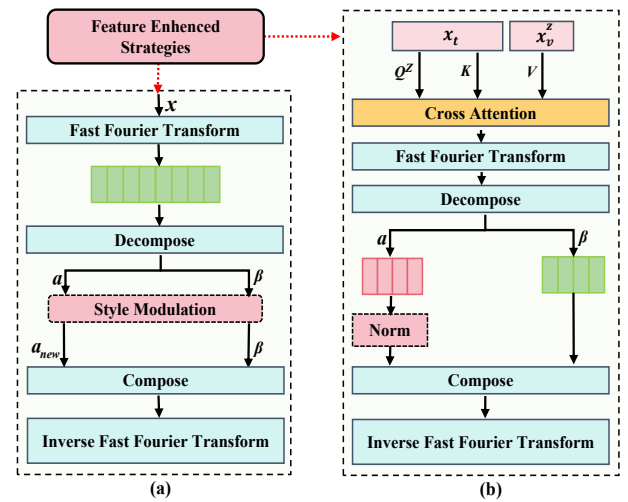 Feature Enhenced
Strategies
x
Fast Fourier Transform
Decompose
a β
Style Modulation
a_new β
Compose
Inverse Fast Fourier Transform
(a)
x_t x_v^z
Q^Z K V
Cross Attention
Fast Fourier Transform
Decompose
a β
Norm
Compose
Inverse Fast Fourier Transform
(b)